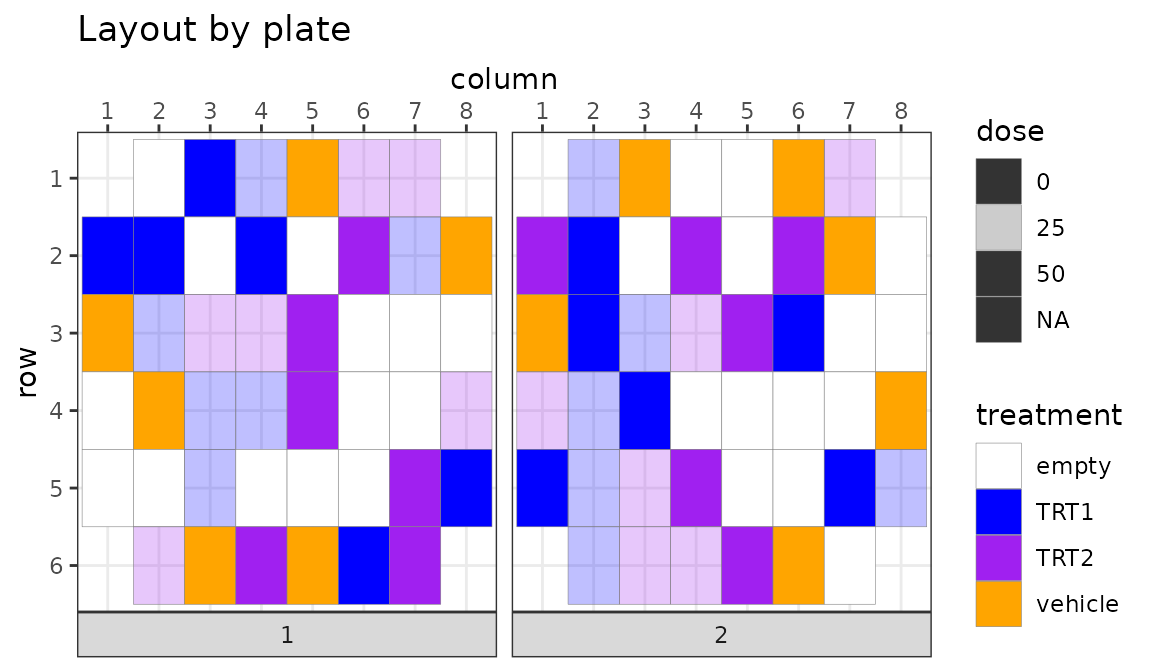 Layout by plate
column
1 2 3 4 5 6 7 8 1 2 3 4 5 6 7 8
row
1
2
3
4
5
6
1 2
dose
0
25
50
NA
treatment
empty
TRT1
TRT2
vehicle